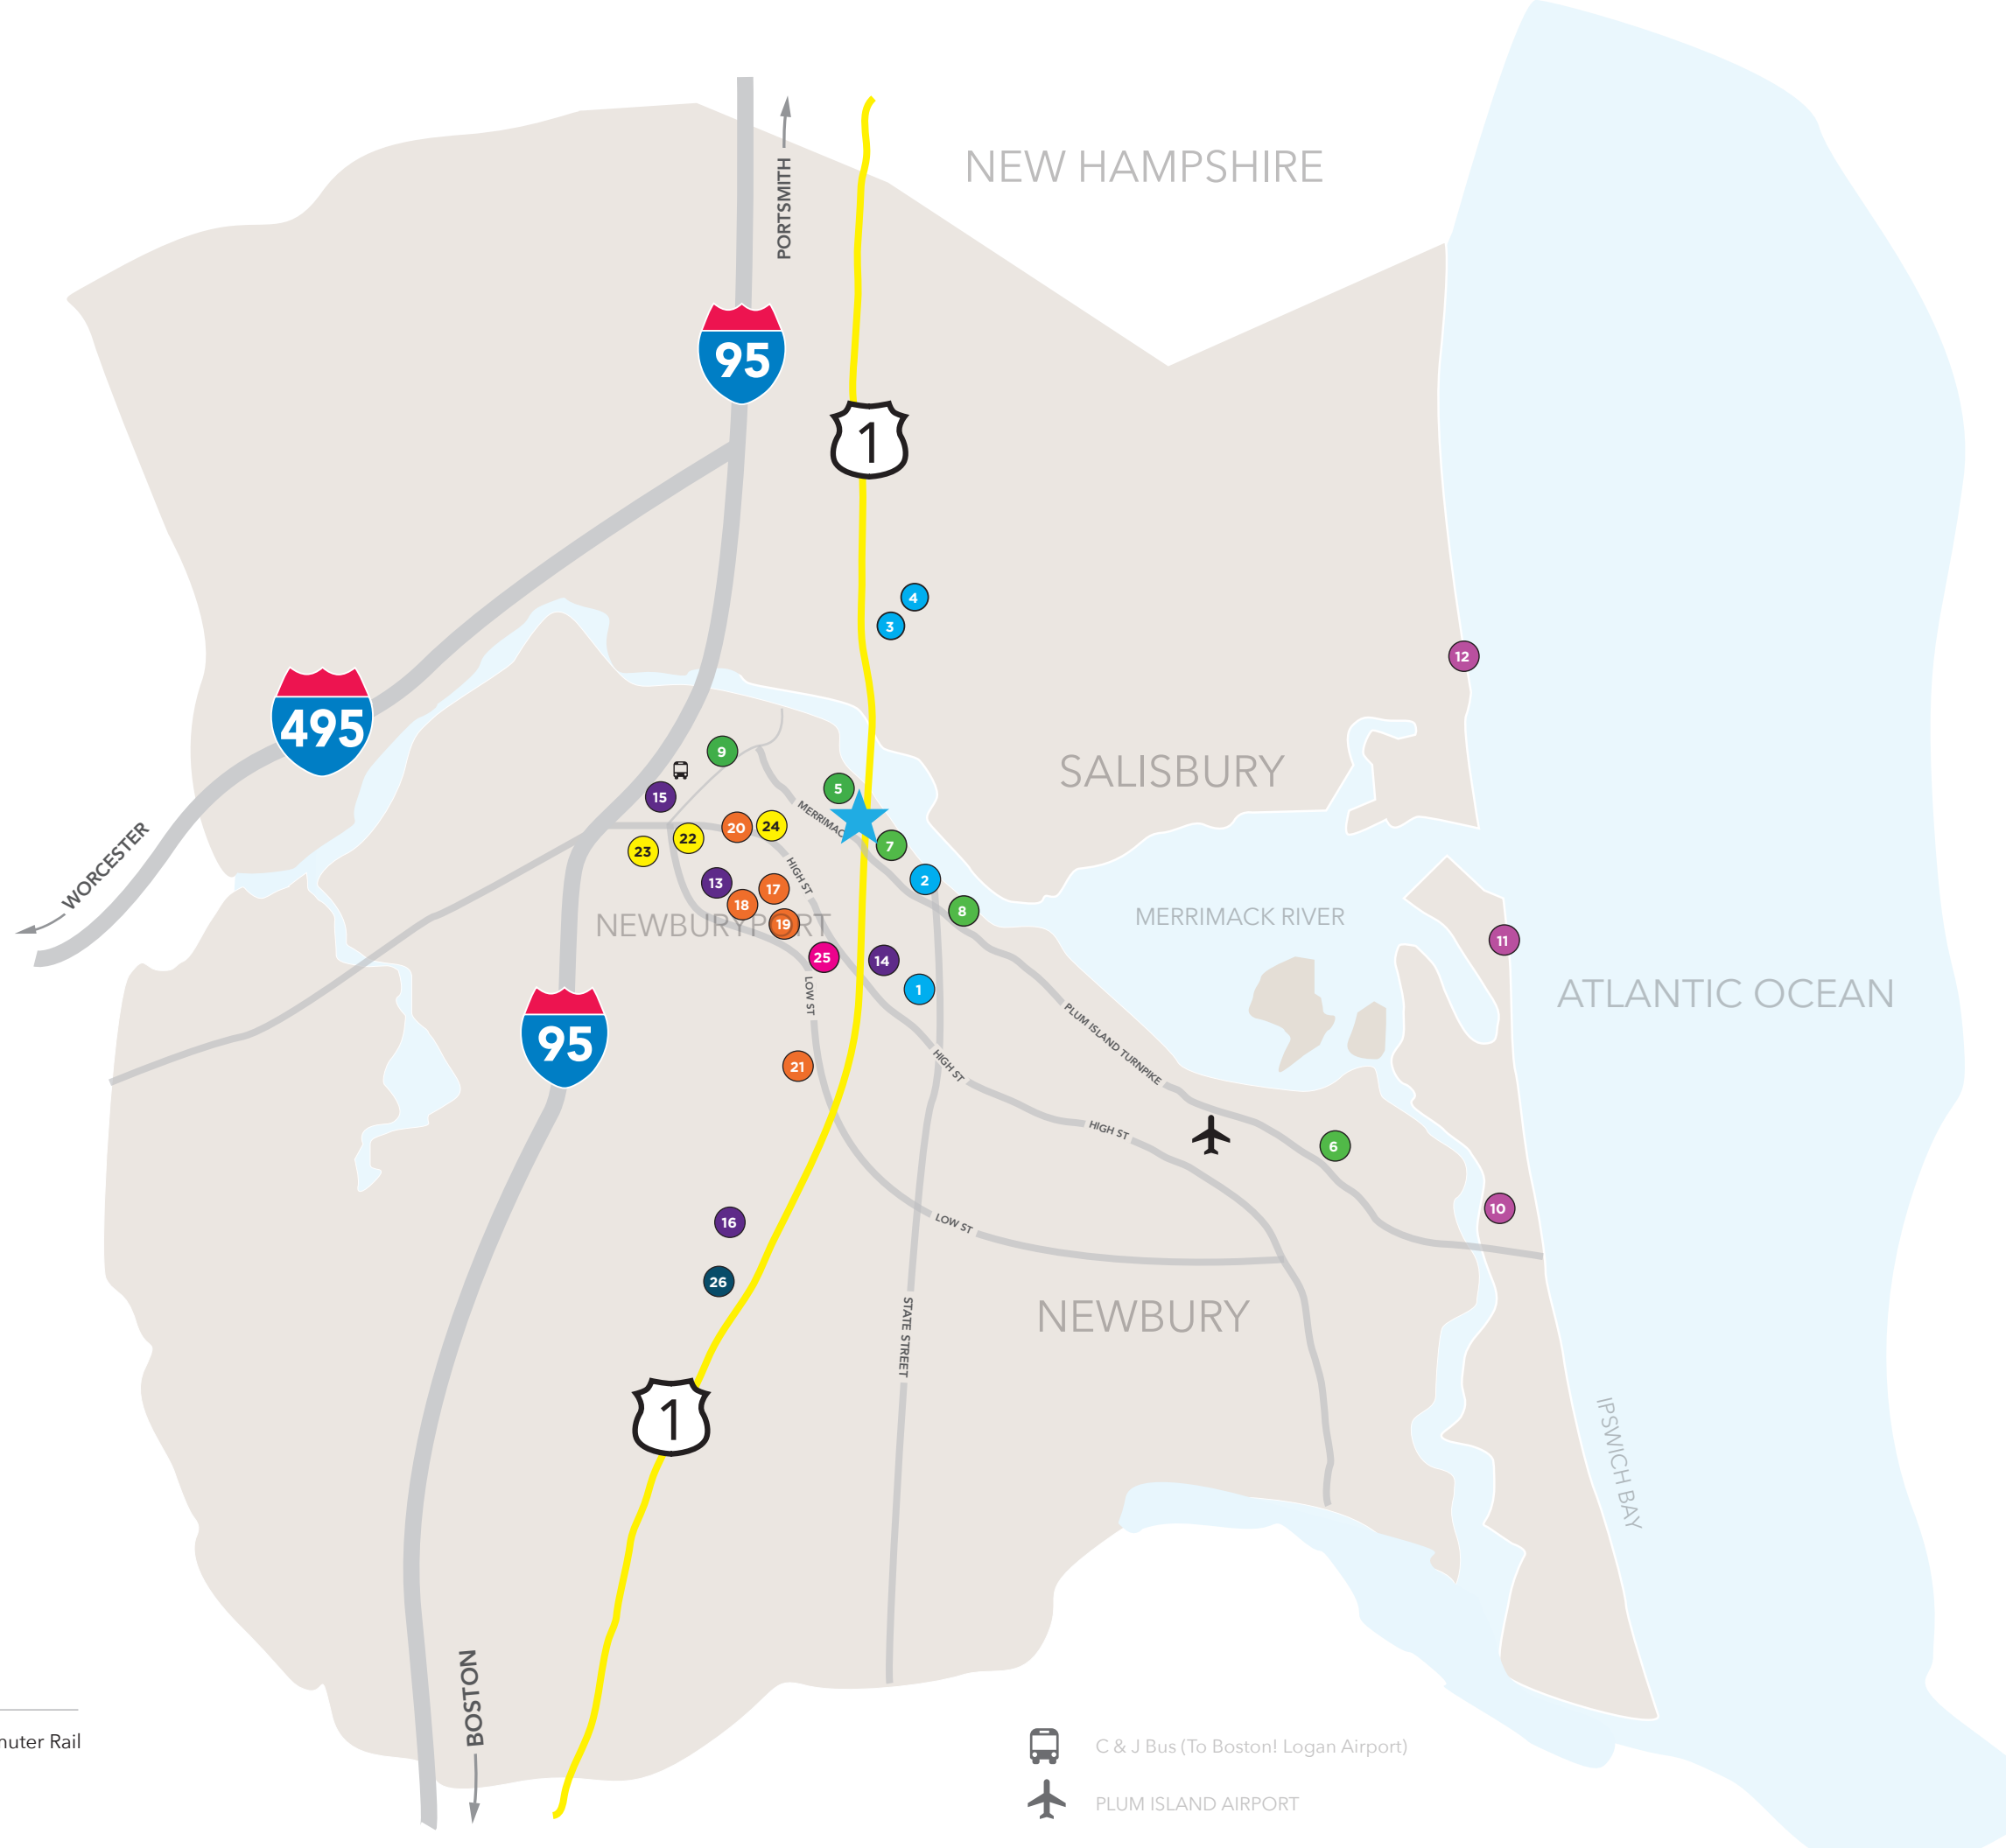 NEW HAMPSHIRE
PORTSMITH
95
1
4
3
12
495
SALISBURY
9
5
15
MERRIMAC
20
24
22
7
23
WORCESTER
HIGH ST
2
13
17
18
8
MERRIMACK RIVER
19
NEWBURYPORT
11
25
14
1
LOW ST
ATLANTIC OCEAN
PLUM ISLAND TURNPIKE
95
HIGH ST
21
HIGH ST
6
10
16
LOW ST
26
STATE STREET
NEWBURY
1
IPSWICH BAY
BOSTON
nuter Rail
C & J Bus (To Boston! Logan Airport)
PLUM ISLAND AIRPORT